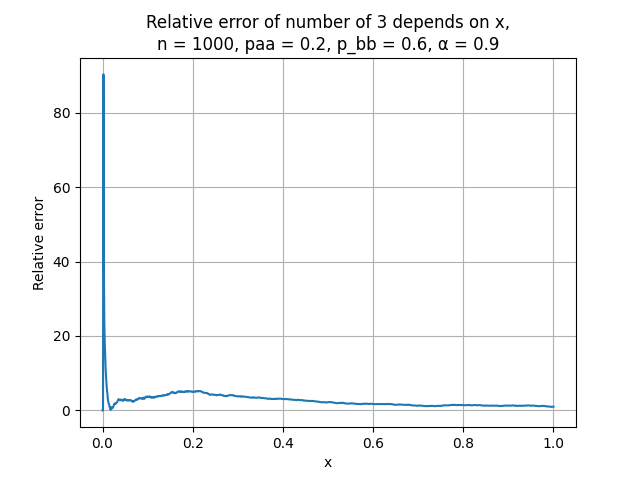 Relative error of number of 3 depends on x,
n = 1000, paa = 0.2, p_bb = 0.6, α = 0.9
80
60
40
20
0
Relative error
0.0 0.2 0.4 0.6 0.8 1.0
x